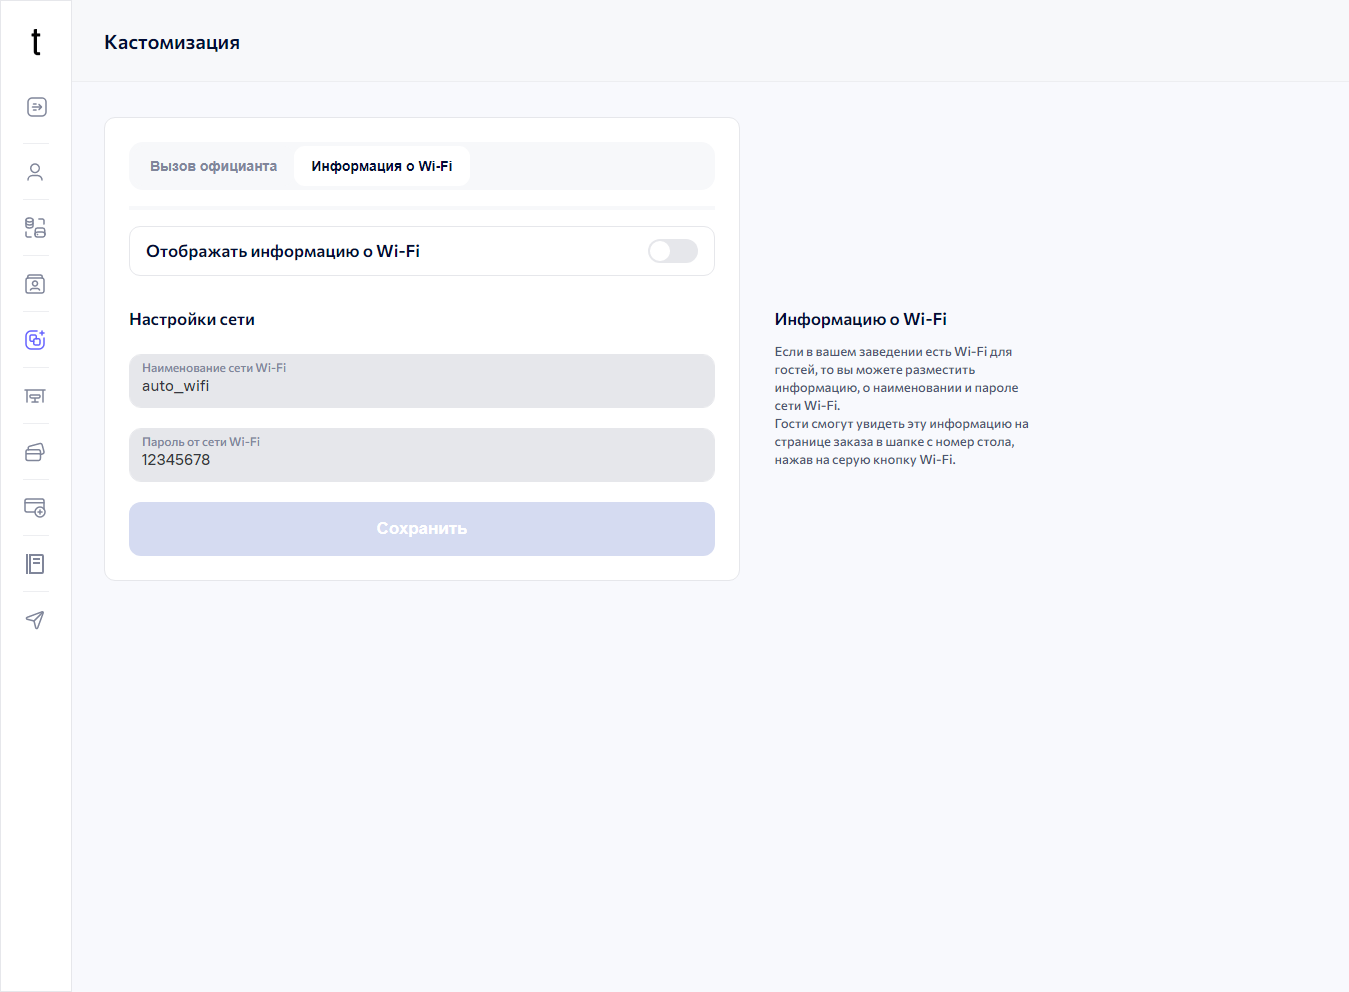 t
Кастомизация
Вызов официанта
Информация о Wi-Fi
Отображать информацию о Wi-Fi
Настройки сети
Наименование сети Wi-Fi
auto_wifi
Пароль от сети Wi-Fi
12345678
Сохранить
Информацию о Wi-Fi
Если в вашем заведении есть Wi-Fi для
гостей, то вы можете разместить
информацию, о наименовании и пароле
сети Wi-Fi.
Гости смогут увидеть эту информацию на
странице заказа в шапке с номер стола,
нажав на серую кнопку Wi-Fi.